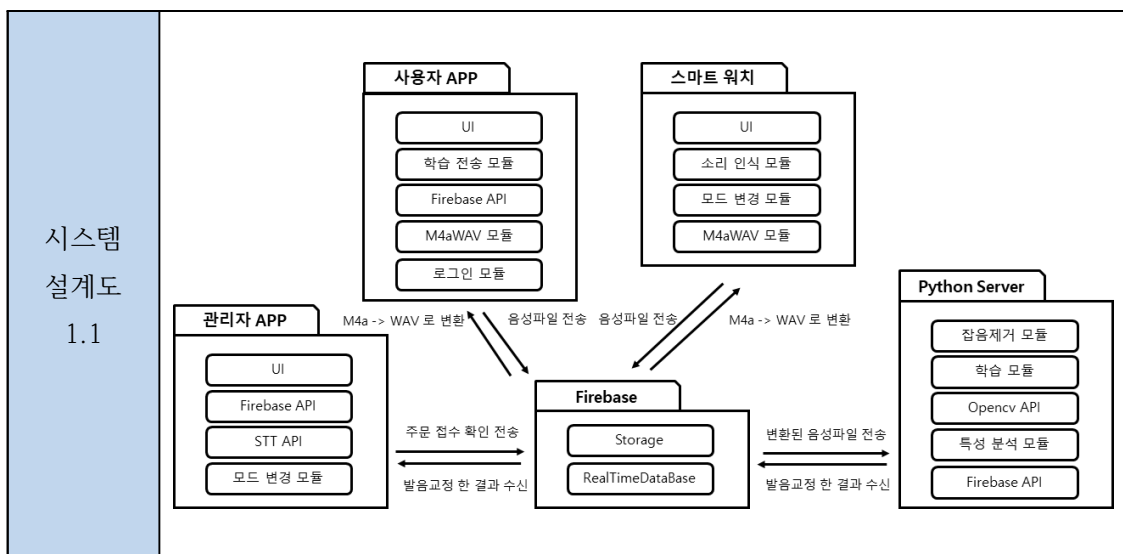 시스템
설계도
1.1
사용자 APP
UI
학습 전송 모듈
Firebase API
M4aWAV 모듈
로그인 모듈
스마트 워치
UI
소리 인식 모듈
모드 변경 모듈
M4aWAV 모듈
관리자 APP
UI
Firebase API
STT API
모드 변경 모듈
M4a -> WAV 로 변환
음성파일 전송
음성파일 전송
M4a -> WAV 로 변환
Firebase
Storage
RealTimeDataBase
주문 접수 확인 전송
발음교정 한 결과 수신
변환된 음성파일 전송
발음교정 한 결과 수신
Python Server
잡음제거 모듈
학습 모듈
Opencv API
특성 분석 모듈
Firebase API